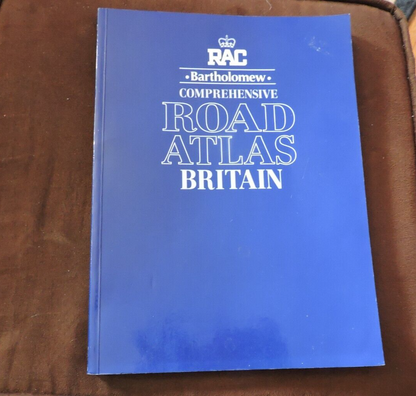 RAC
•Bartholomew•
COMPREHENSIVE
ROAD
ATLAS
BRITAIN